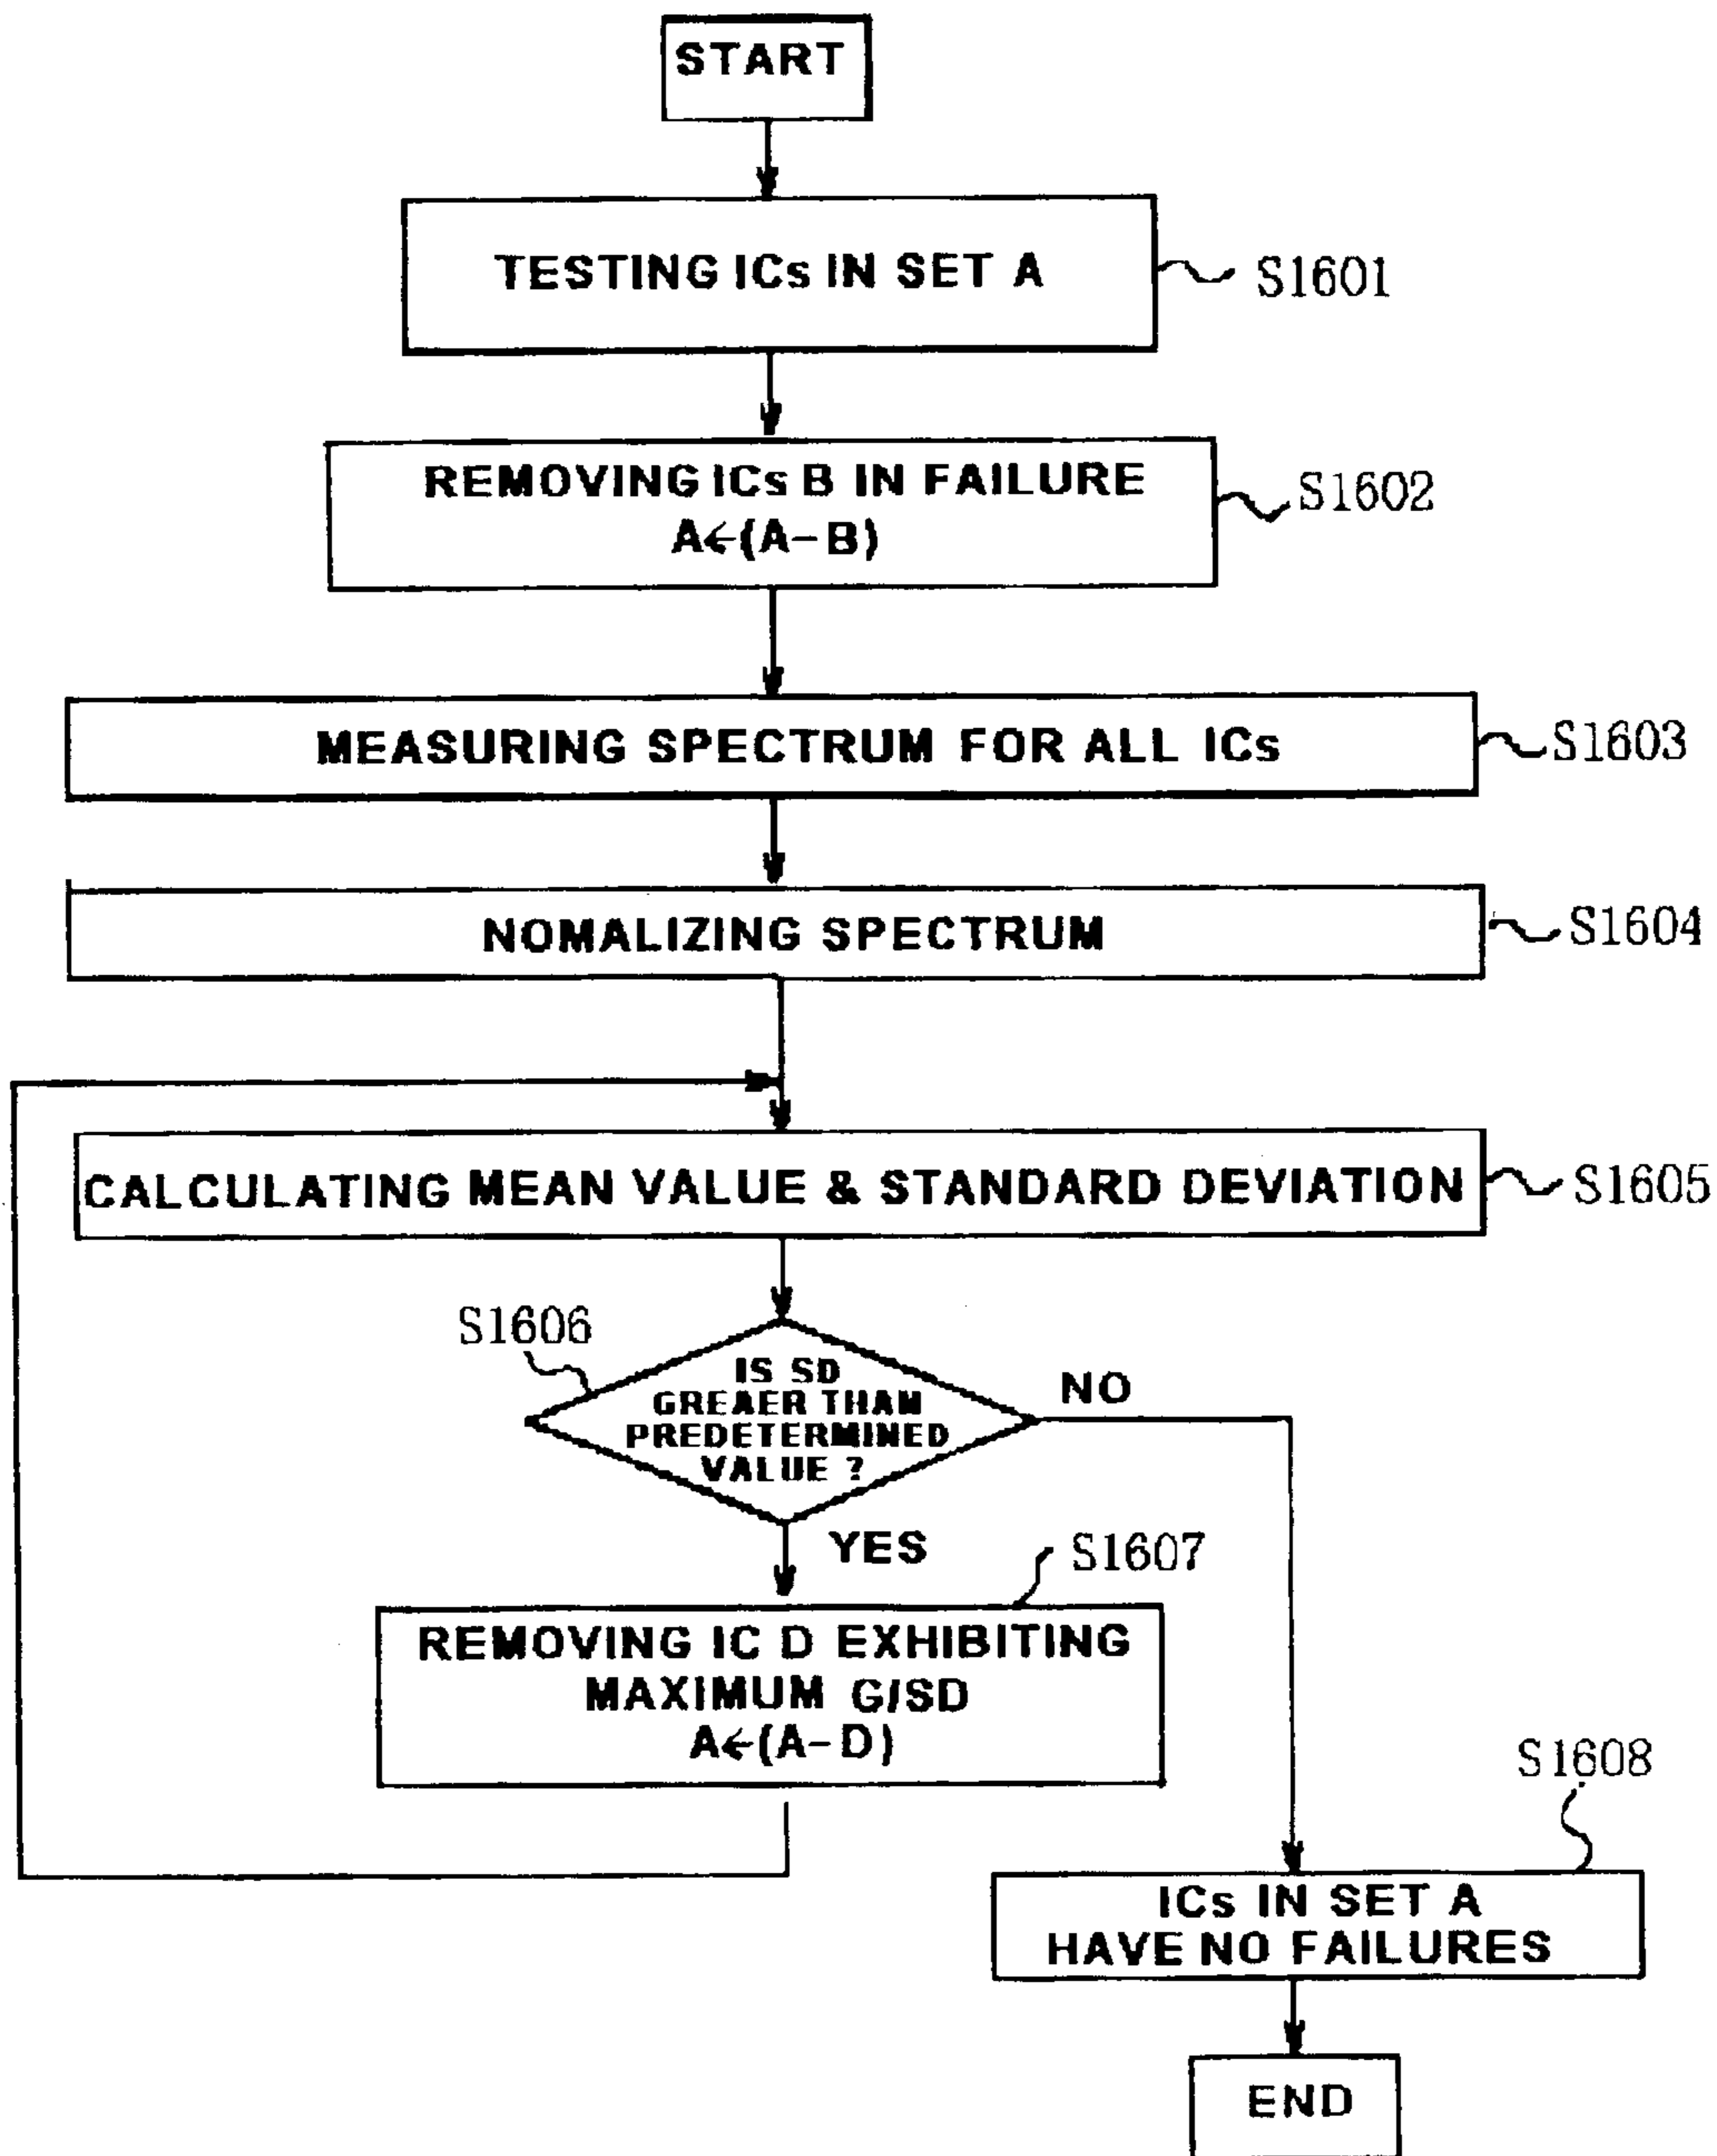 START
TESTING ICs IN SET A
S1601
REMOVING ICs B IN FAILURE
A←(A-B)
S1602
MEASURING SPECTRUM FOR ALL ICs
S1603
NOMALIZING SPECTRUM
S1604
CALCULATING MEAN VALUE & STANDARD DEVIATION
S1605
S1606
IS SD
GREAER THAN
PREDETERMINED
VALUE ?
NO
YES
S1607
REMOVING IC D EXHIBITING
MAXIMUM G/SD
A←(A-D)
S1608
ICs IN SET A
HAVE NO FAILURES
END